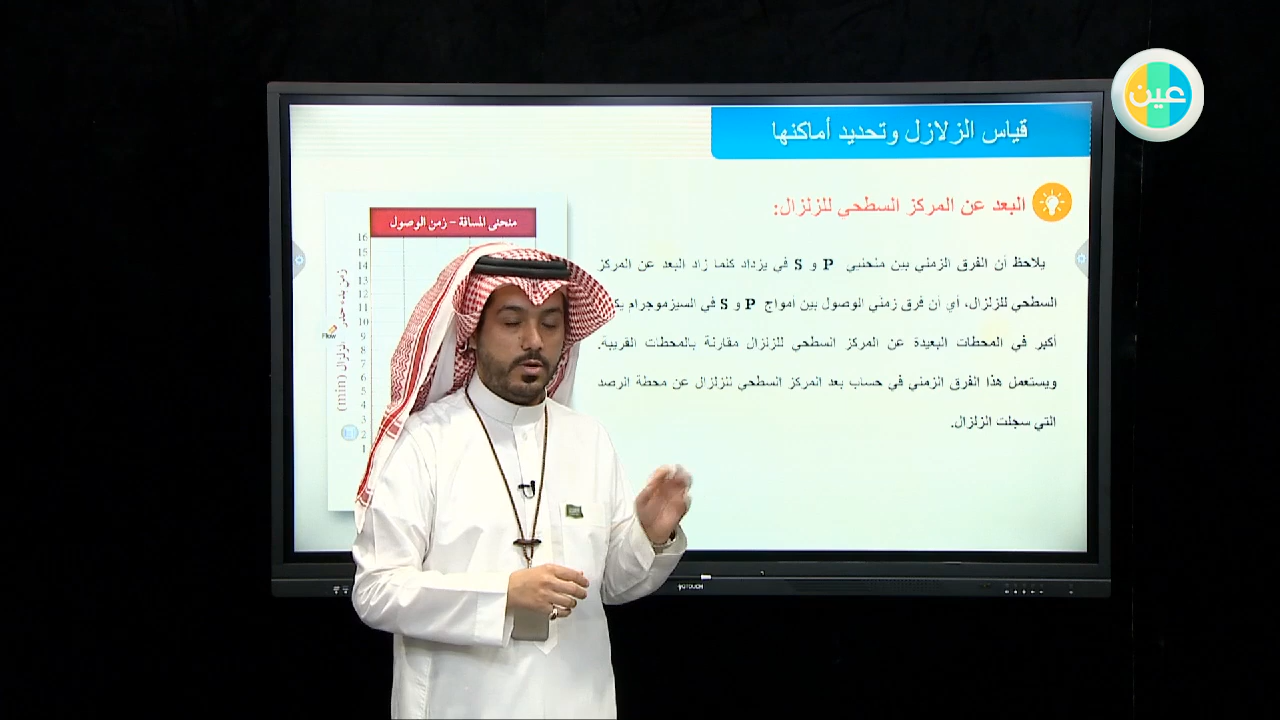 عين
قياس الزلازل وتحديد أماكنها
البعد عن المركز السطحي للزلزال:
يلاحظ أن الفرق الزمني بين منحنيي P و S في يزداد كلما زاد البعد عن المركز
السطحي للزلزال، أي أن فرق زمني الوصول بين امواج P و S في السيزموجرام
أكبر في المحطات البعيدة عن المركز السطحي للزلزال مقارنة بالمحطات القريبة.
ويستعمل هذا الفرق الزمني في حساب بعد المركز السطحي للزلزال عن محطة الرصد
التي سجلت الزلزال.
منحنى المسافة – زمن الوصول
16
15
14
13
12
11
10
9
8
7
6
5
4
3
2
1
الزلزال (min)
Flow